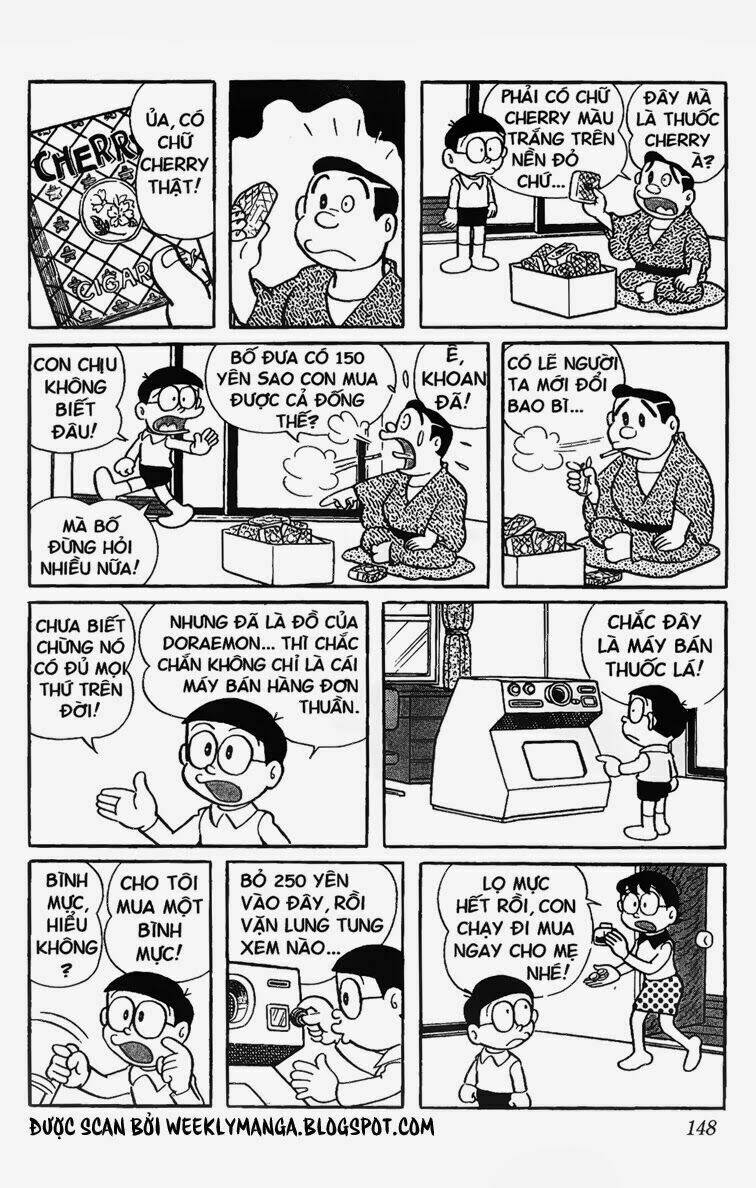 ĐÂY MÀ
LÀ THUỐC
CHERRY
À?
PHẢI CÓ CHỮ
CHERRY MÀU
TRẮNG TRÊN
NỀN ĐỎ
CHỨ...
ỦA, CÓ
CHỮ
CHERRY
THẬT!
CHERR
CIGAR
CÓ LẼ NGƯỜI
TA MỚI ĐỔI
BAO BÌ...
Ê,
KHOAN
ĐÃ!
BỐ ĐƯA CÓ 150
YÊN SAO CON MUA
ĐƯỢC CẢ ĐỐNG
THẾ?
CON CHỊU
KHÔNG
BIẾT
ĐÂU!
MÀ BỐ
ĐỪNG HỎI
NHIỀU NỮA!
CHẮC ĐÂY
LÀ MÁY BÁN
THUỐC LÁ!
NHƯNG ĐÃ LÀ ĐỒ CỦA
DORAEMON... THÌ CHẮC
CHẮN KHÔNG CHỈ LÀ CÁI
MÁY BÁN HÀNG ĐƠN
THUẦN.
CHƯA BIẾT
CHỪNG NÓ
CÓ ĐỦ MỌI
THỨ TRÊN
ĐỜI!
LỌ MỰC
HẾT RỒI, CON
CHẠY ĐI MUA
NGAY CHO MẸ
NHÉ!
BỎ 250 YÊN
VÀO ĐÂY, RỒI
VẶN LUNG TUNG
XEM NÀO...
CHO TÔI
MUA MỘT
BÌNH
MỰC!
BÌNH
MỰC,
HIỂU
KHÔNG
?
ĐƯỢC SCAN BỞI WEEKLYMANGA.BLOGSPOT.COM
148